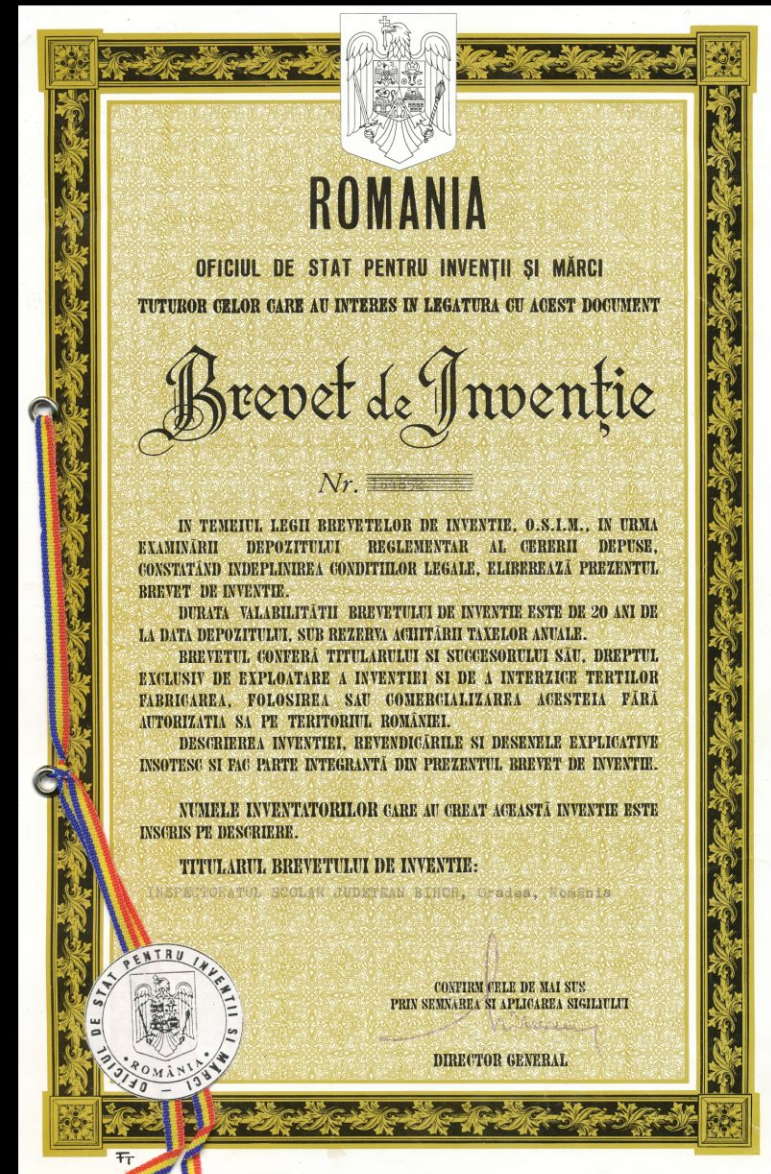 ROMANIA
OFICIUL DE STAT PENTRU INVENȚII ȘI MĂRCI
TUTUROR CELOR CARE AU INTERES IN LEGATURA CU ACEST DOCUMENT
Brevet de Invenție
Nr.
IN TEMEIUL LEGII BREVETELOR DE INVENTIE, O.S.I.M., IN URMA
EXAMINĂRII DEPOZITULUI REGLEMENTAR AL CERERII DEPUSE,
CONSTATÂND INDEPLINIREA CONDITIILOR LEGALE, ELIBEREAZĂ PREZENTUL
BREVET DE INVENTIE.
DURATA VALABILITĂTII BREVETULUI DE INVENTIE ESTE DE 20 ANI DE
LA DATA DEPOZITULUI, SUB REZERVA ACHITĂRII TAXELOR ANUALE.
BREVETUL CONFERĂ TITULARULUI SI SUCCESORULUI SĂU, DREPTUL
EXCLUSIV DE EXPLOATARE A INVENTIEI SI DE A INTERZICE TERTILOR
FABRICAREA, FOLOSIREA SAU COMERCIALIZAREA ACESTEIA FĂRĂ
AUTORIZATIA SA PE TERITORIUL ROMÂNIEI.
DESCRIEREA INVENTIEI, REVENDICĂRILE SI DESENELE EXPLICATIVE
INSOTESC SI FAC PARTE INTEGRANTĂ DIN PREZENTUL BREVET DE INVENTIE.
NUMELE INVENTATORILOR CARE AU CREAT ACEASTĂ INVENTIE ESTE
INSCRIS PE DESCRIERE.
TITULARUL BREVETULUI DE INVENTIE:
INSPECTORATUL SCOLAR JUDETEAN BIHOR, Oradea, România
CONFIRM CELE DE MAI SUS
PRIN SEMNAREA SI APLICAREA SIGILIULUI
DIRECTOR GENERAL
OFICIUL DE STAT PENTRU INVENTII SI MARCI
ROMÂNIA